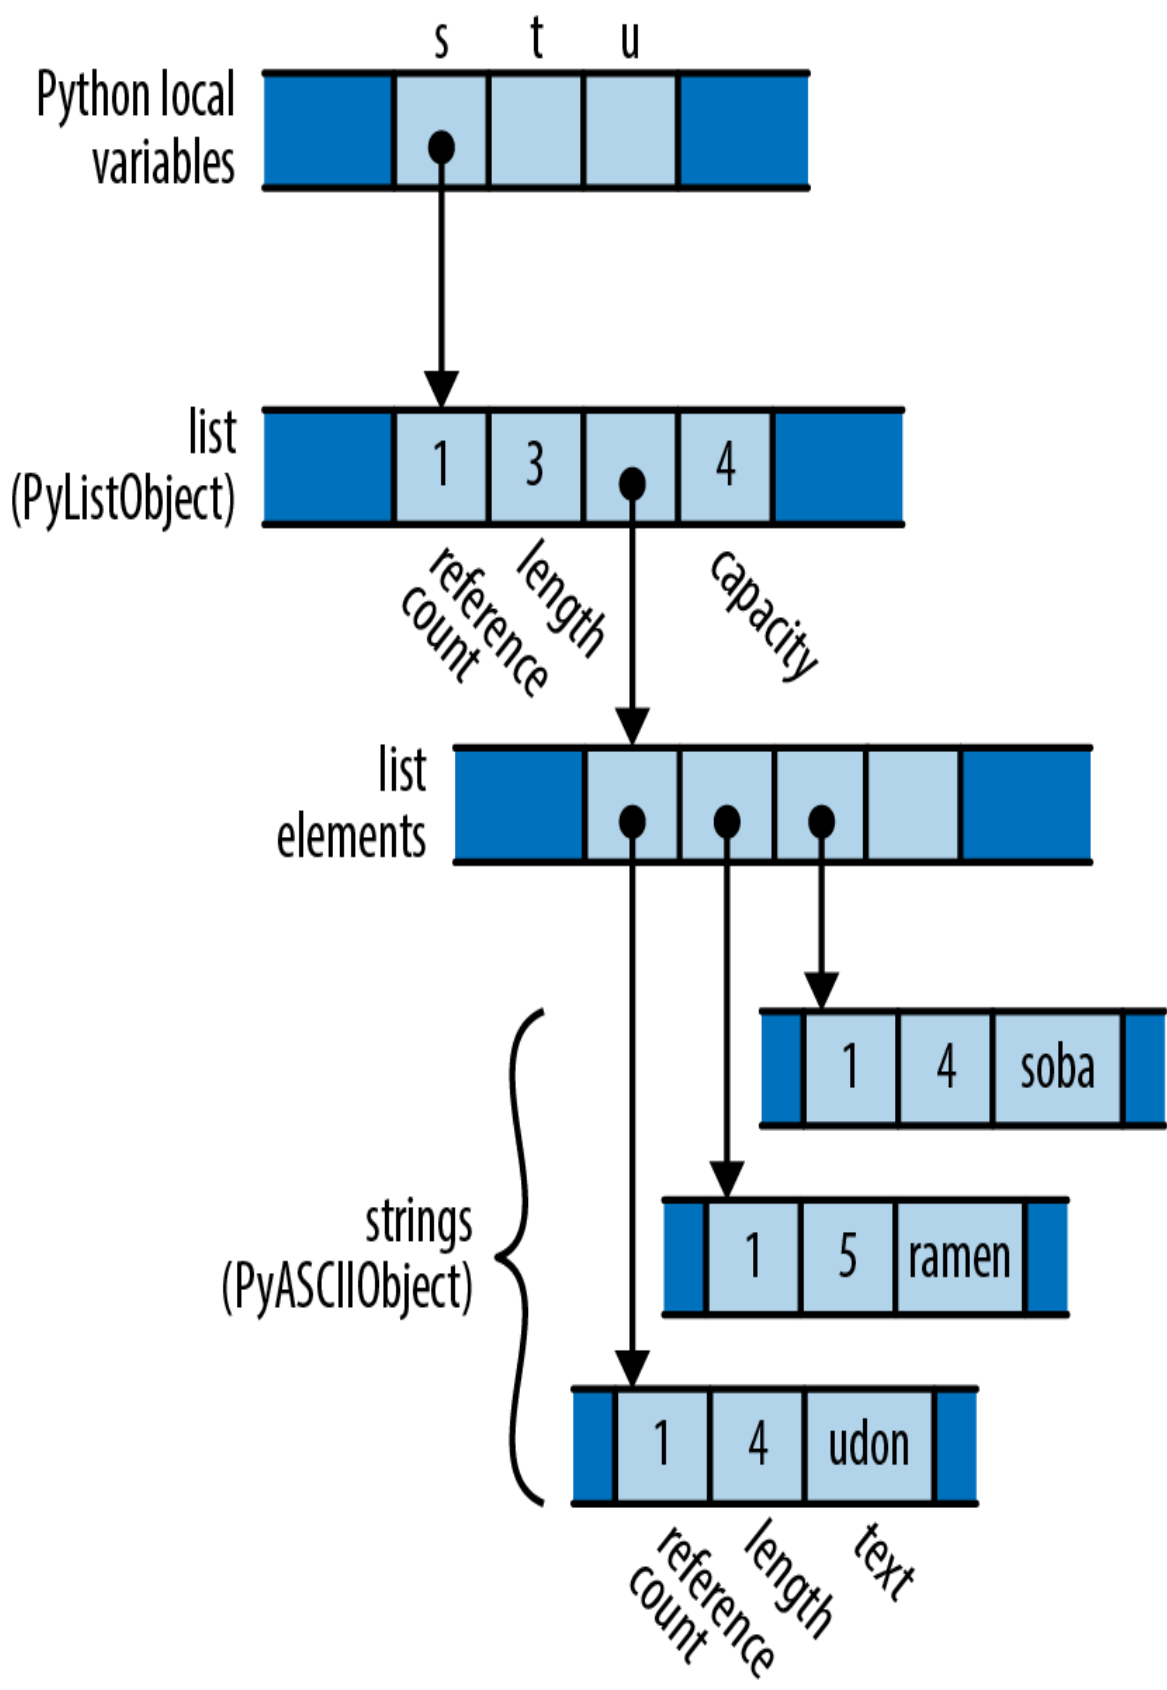 s t u
Python local
variables
list
(PyListObject)
1 3 4
reference
count
length
capacity
list
elements
1 4 soba
strings
(PyASCIIObject)
1 5 ramen
1 4 udon
reference
count
length
text